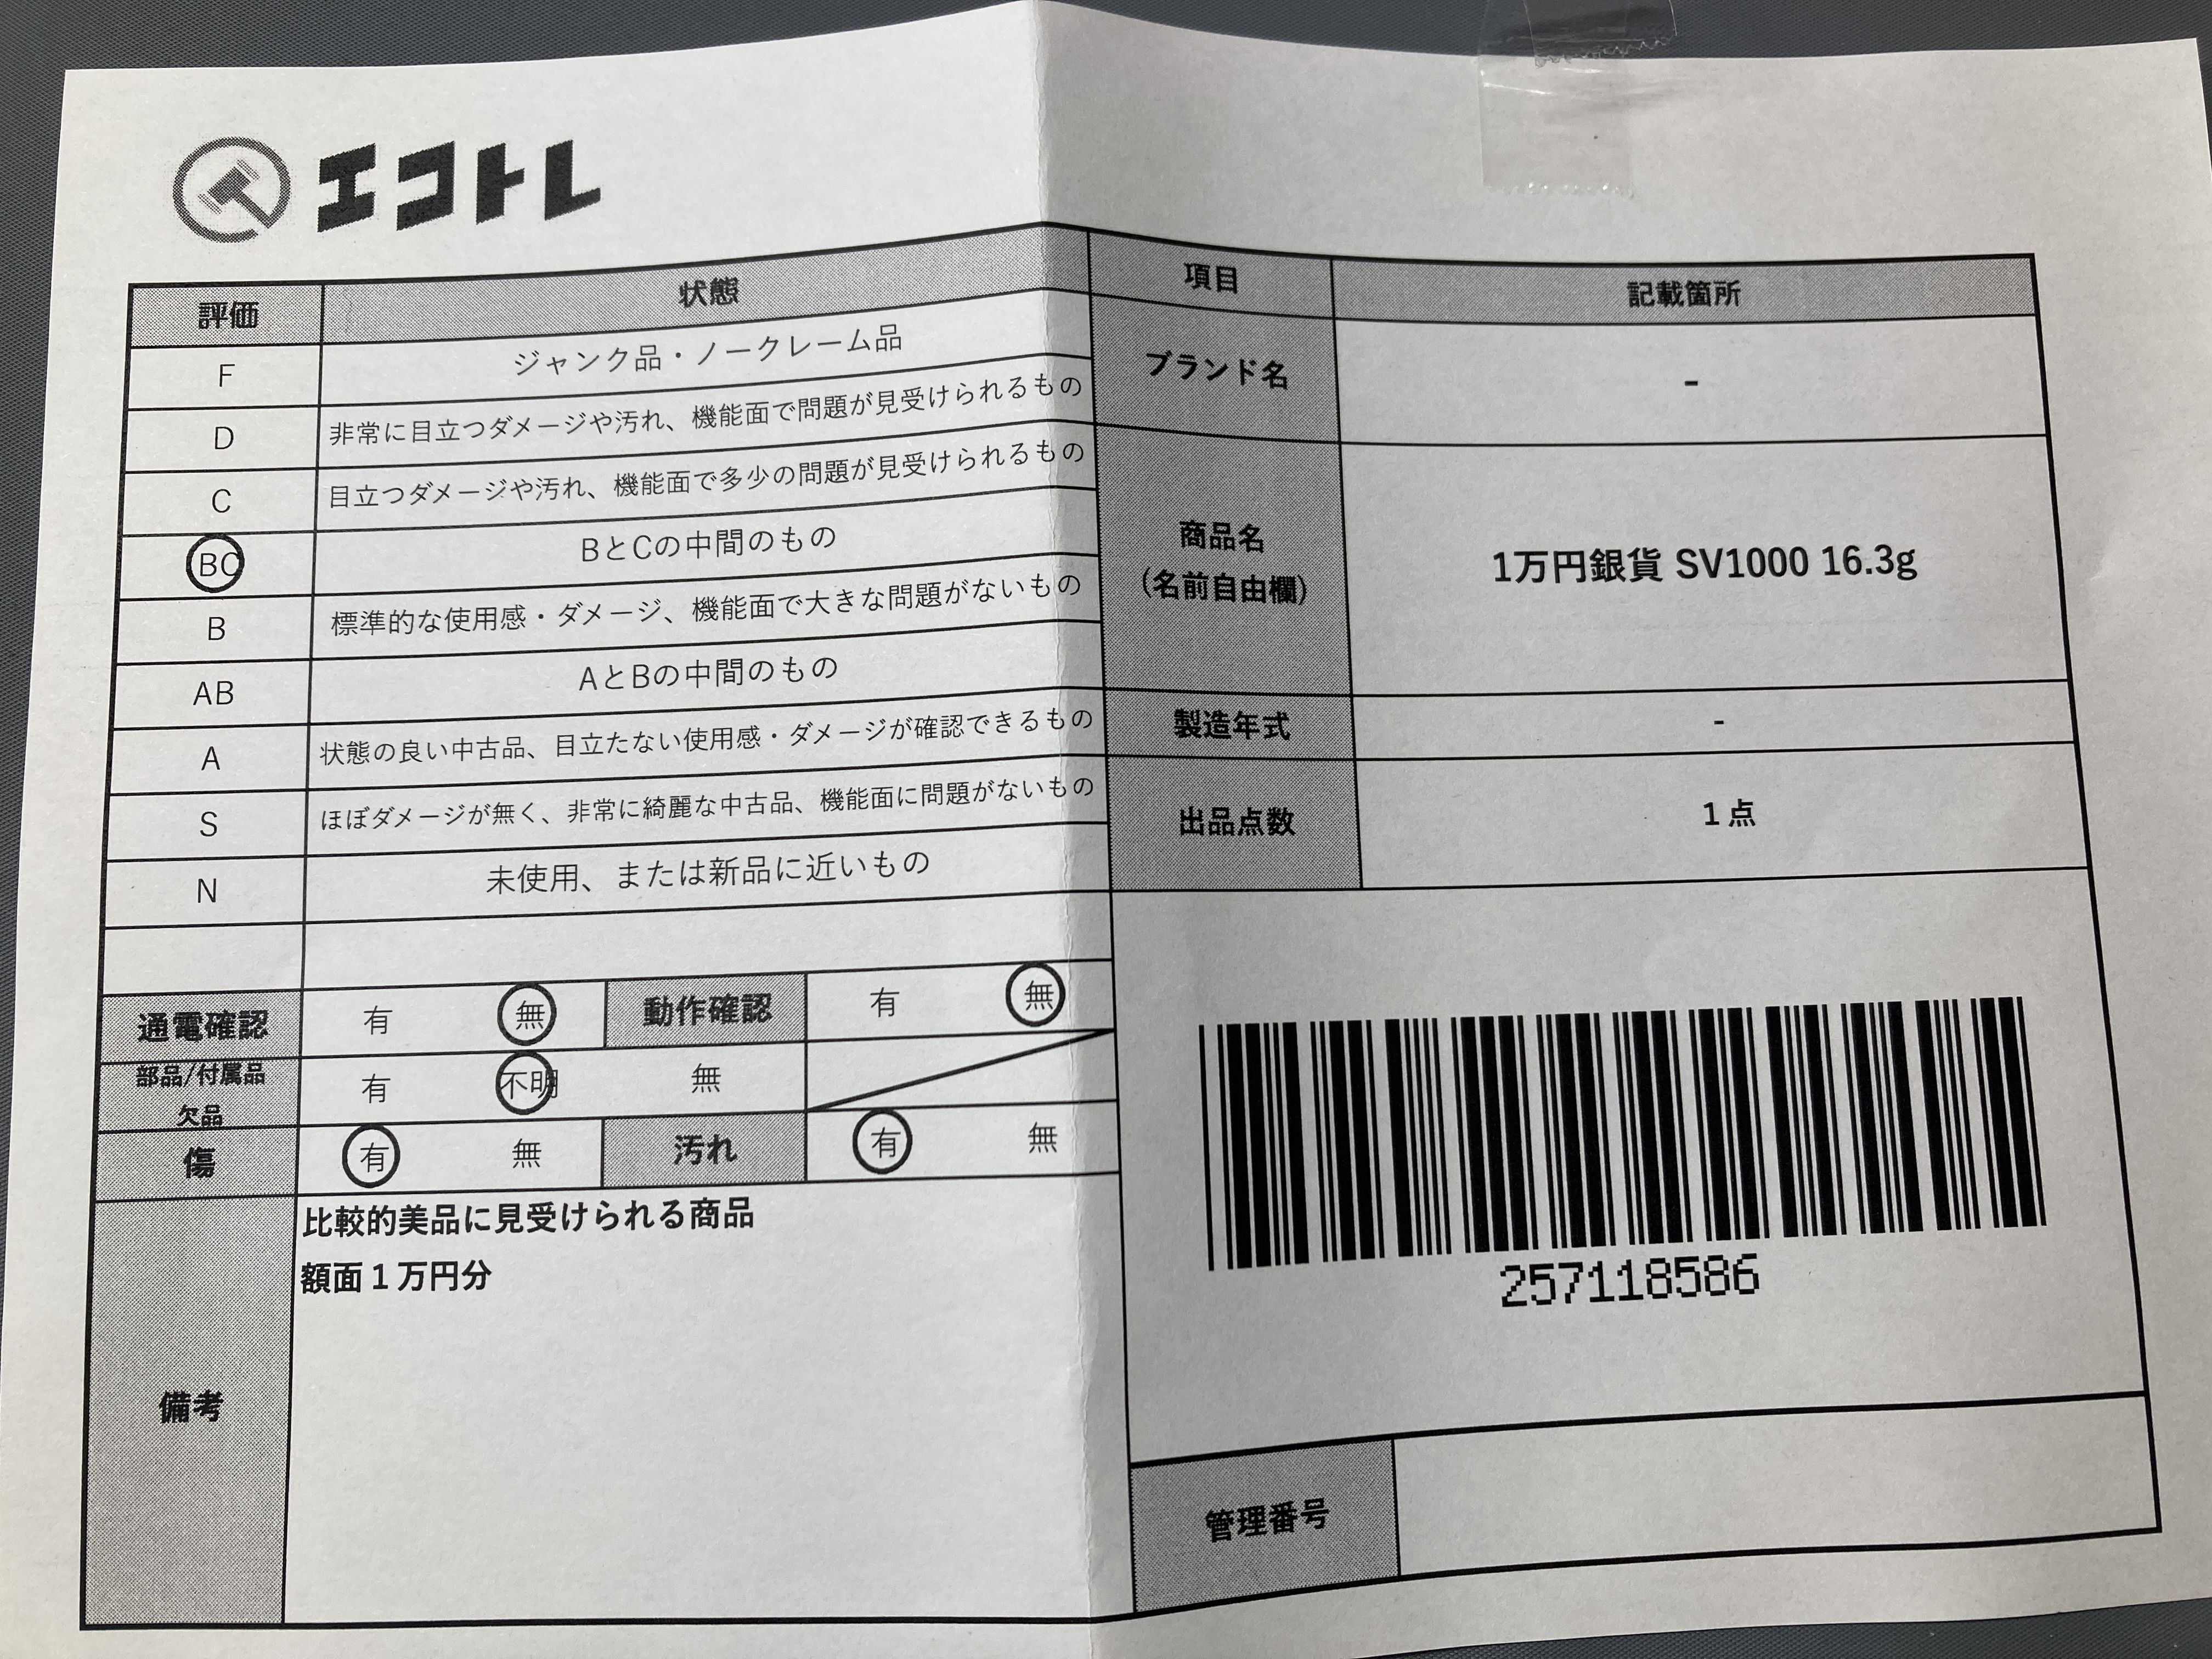 エコトレ
評価 状態
F ジャンク品・ノークレーム品
D 非常に目立つダメージや汚れ、機能面で問題が見受けられるもの
C 目立つダメージや汚れ、機能面で多少の問題が見受けられるもの
BC BとCの中間のもの
B 標準的な使用感・ダメージ、機能面で大きな問題がないもの
AB AとBの中間のもの
A 状態の良い中古品、目立たない使用感・ダメージが確認できるもの
S ほぼダメージが無く、非常に綺麗な中古品、機能面に問題がないもの
N 未使用、または新品に近いもの
通電確認 有 無 動作確認 有 無
部品/付属品
欠品 有 不明 無
傷 有 無 汚れ 有 無
備考
比較的美品に見受けられる商品
額面1万円分
項目 記載箇所
ブランド名 -
商品名
(名前自由欄)
1万円銀貨 SV1000 16.3g
製造年式 -
出品点数 1点
257118586
管理番号